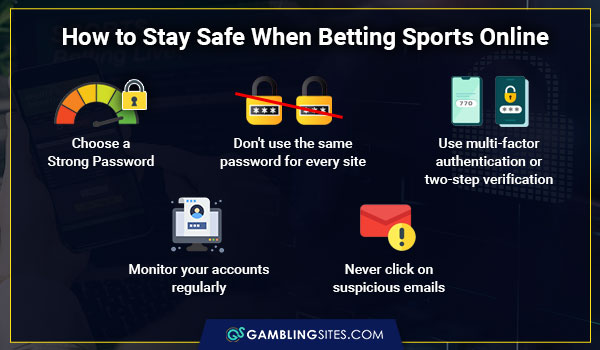 How to Stay Safe When Betting Sports Online
***
***
***
770
***
Choose a
Strong Password
Don't use the same
password for every site
Use multi-factor
authentication or
two-step verification
Monitor your accounts
regularly
Never click on
suspicious emails
GS GAMBLINGSITES.COM